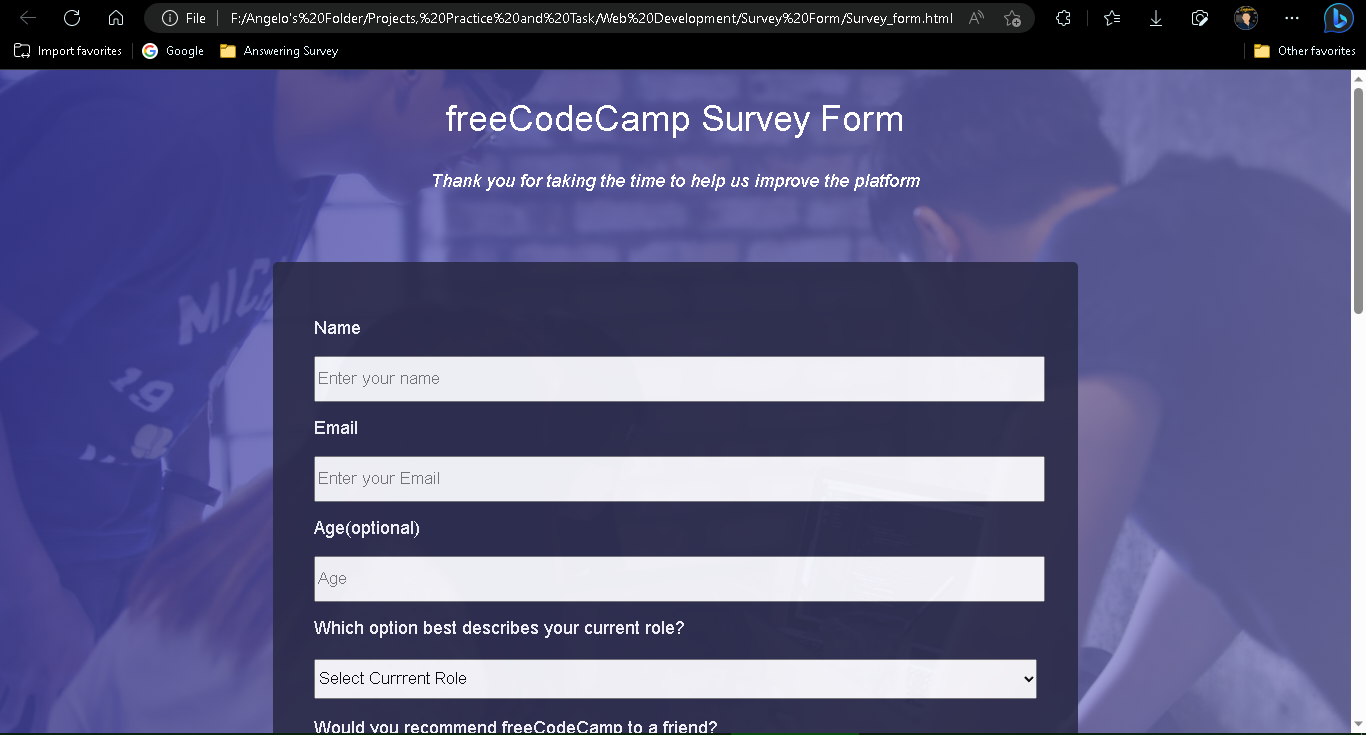 File F:/Angelo's%20Folder/Projects,%20Practice%20and%20Task/Web%20Development/Survey%20Form/Survey_form.html
Import favorites Google Answering Survey Other favorites
freeCodeCamp Survey Form
Thank you for taking the time to help us improve the platform
MICH
19
Name
Enter your name
Email
Enter your Email
Age(optional)
Age
Which option best describes your current role?
Select Currrent Role
Would you recommend freeCodeCamp to a friend?